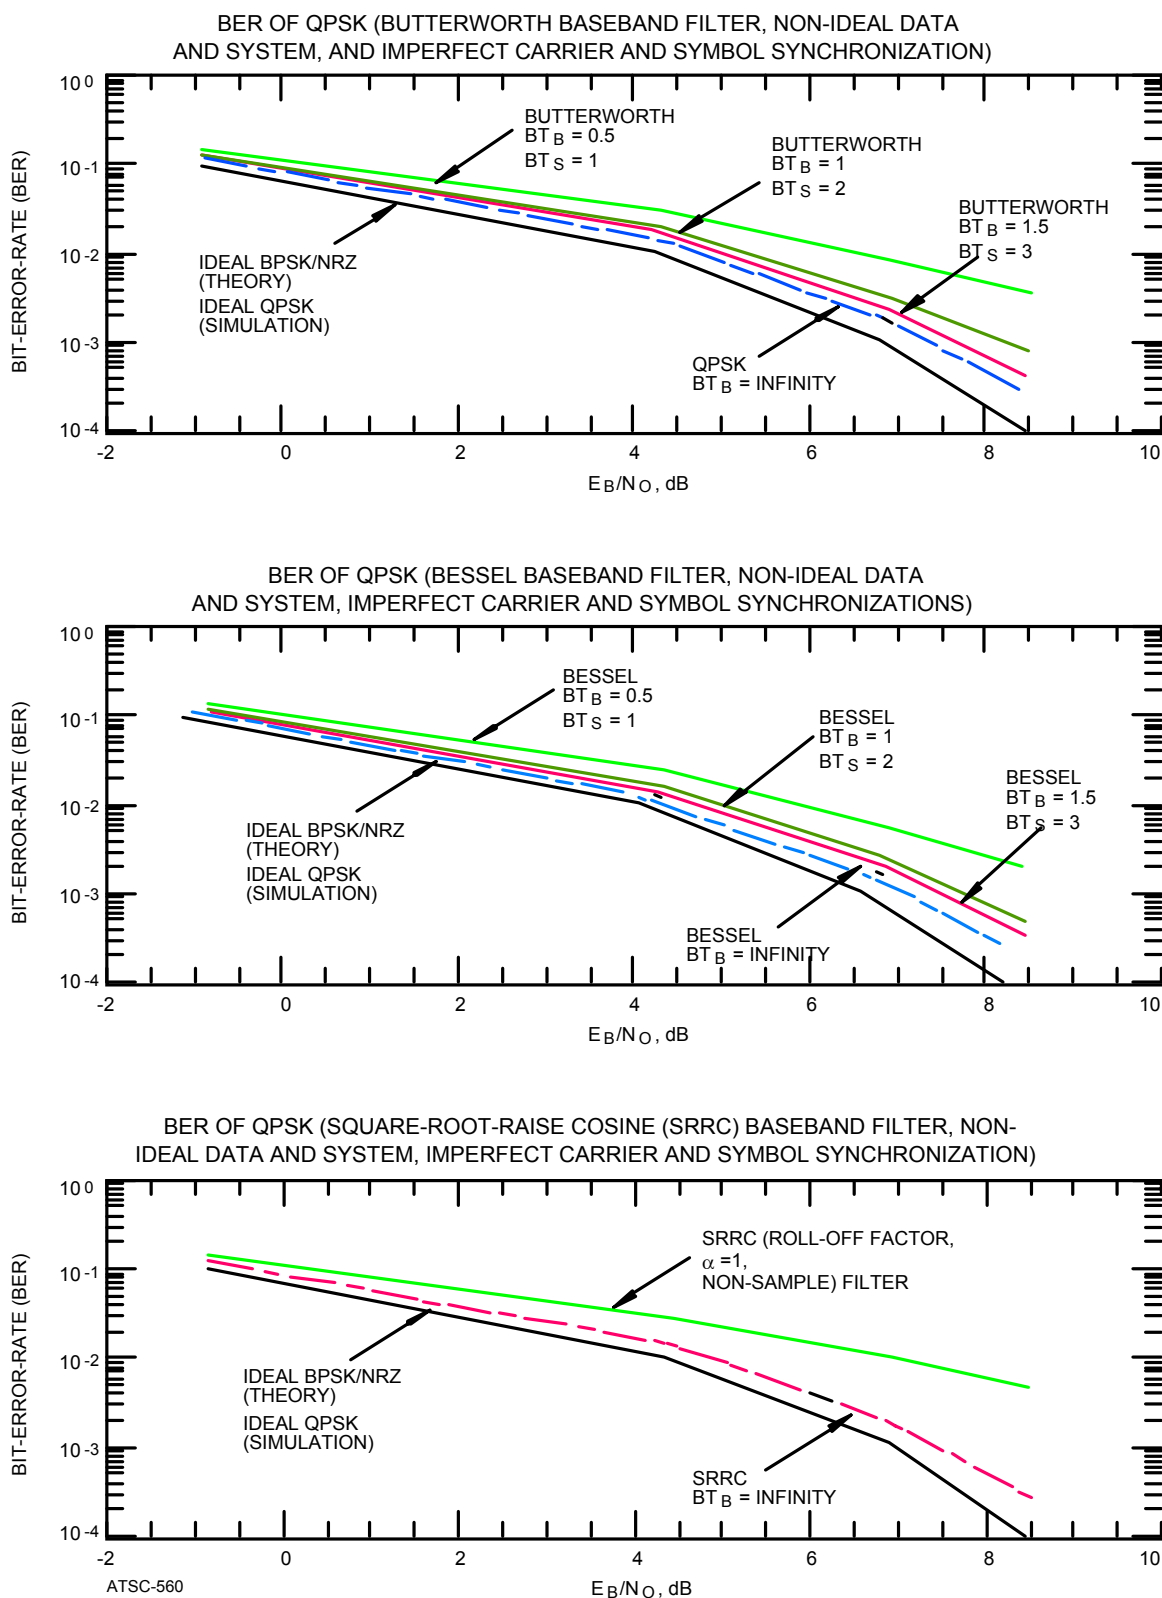 BER OF QPSK (BUTTERWORTH BASEBAND FILTER, NON-IDEAL DATA
AND SYSTEM, AND IMPERFECT CARRIER AND SYMBOL SYNCHRONIZATION)
BIT-ERROR-RATE (BER)
10 0
10 -1
10 -2
10 -3
10 -4
BUTTERWORTH
BT B = 0.5
BT S = 1
BUTTERWORTH
BT B = 1
BT S = 2
BUTTERWORTH
BT B = 1.5
BT S = 3
IDEAL BPSK/NRZ
(THEORY)
IDEAL QPSK
(SIMULATION)
QPSK
BT B = INFINITY
-2 0 2 4 6 8 10
E B/N O, dB
BER OF QPSK (BESSEL BASEBAND FILTER, NON-IDEAL DATA
AND SYSTEM, IMPERFECT CARRIER AND SYMBOL SYNCHRONIZATIONS)
BIT-ERROR-RATE (BER)
10 0
10 -1
10 -2
10 -3
10 -4
BESSEL
BT B = 0.5
BT S = 1
BESSEL
BT B = 1
BT S = 2
BESSEL
BT B = 1.5
BT S = 3
IDEAL BPSK/NRZ
(THEORY)
IDEAL QPSK
(SIMULATION)
BESSEL
BT B = INFINITY
-2 0 2 4 6 8 10
E B/N O, dB
BER OF QPSK (SQUARE-ROOT-RAISE COSINE (SRRC) BASEBAND FILTER, NON-
IDEAL DATA AND SYSTEM, IMPERFECT CARRIER AND SYMBOL SYNCHRONIZATION)
BIT-ERROR-RATE (BER)
10 0
10 -1
10 -2
10 -3
10 -4
SRRC (ROLL-OFF FACTOR,
α =1,
NON-SAMPLE) FILTER
IDEAL BPSK/NRZ
(THEORY)
IDEAL QPSK
(SIMULATION)
SRRC
BT B = INFINITY
-2 0 2 4 6 8 10
E B/N O, dB
ATSC-560